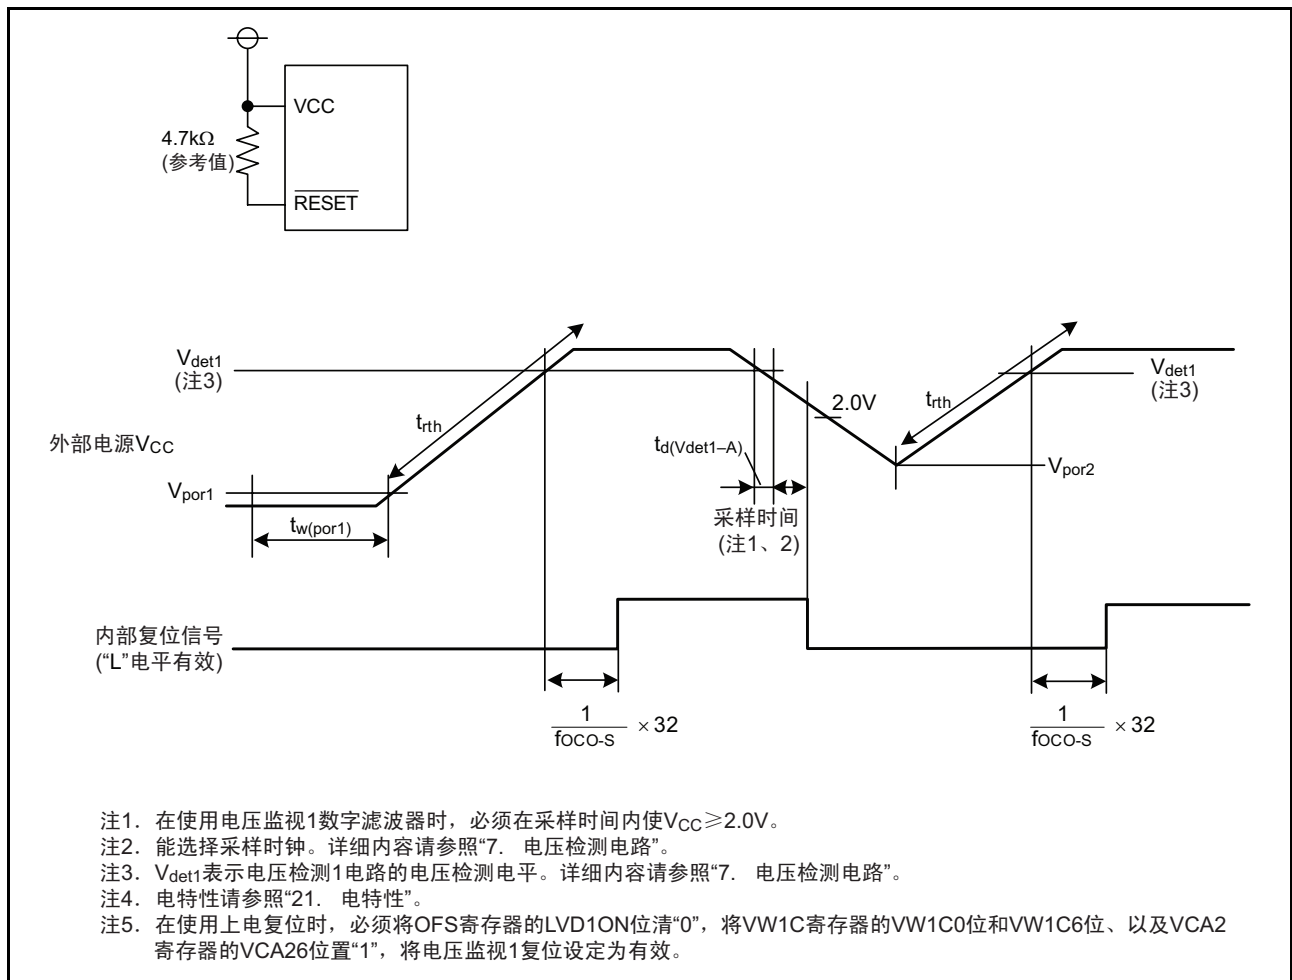 VCC
4.7kΩ
(参考值)
RESET
Vdet1
(注3)
trth
外部电源VCC
Vpor1
tw(por1)
td(Vdet1–A)
2.0V
采样时间
(注1、2)
trth
Vdet1
(注3)
Vpor2
内部复位信号
(“L”电平有效)
1
fOCO-S
× 32
1
fOCO-S
× 32
注1. 在使用电压监视1数字滤波器时，必须在采样时间内使VCC≥2.0V。
注2. 能选择采样时钟。详细内容请参照“7. 电压检测电路”。
注3. Vdet1表示电压检测1电路的电压检测电平。详细内容请参照“7. 电压检测电路”。
注4. 电特性请参照“21. 电特性”。
注5. 在使用上电复位时，必须将OFS寄存器的LVD1ON位清“0”，将VW1C寄存器的VW1C0位和VW1C6位、以及VCA2
寄存器的VCA26位置“1”，将电压监视1复位设定为有效。